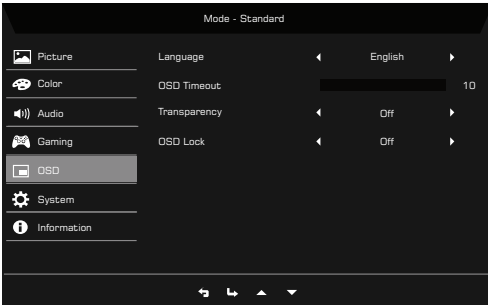 Mode - Standard
Picture
Language English
Color
OSD Timeout 10
Audio
Transparency Off
Gaming
OSD Lock Off
OSD
System
Information